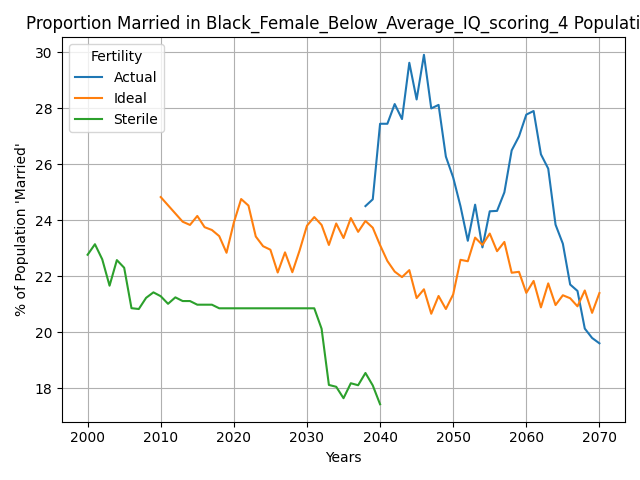 Proportion Married in Black_Female_Below_Average_IQ_scoring_4 Populati
Fertility
Actual
Ideal
Sterile
% of Population 'Married'
30
28
26
24
22
20
18
2000 2010 2020 2030 2040 2050 2060 2070
Years